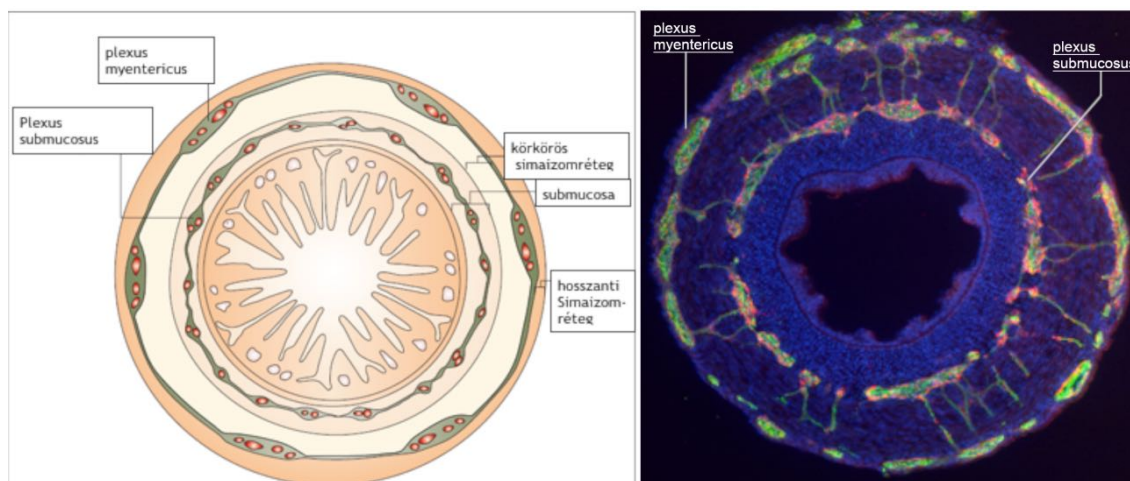 plexus
myentericus
Plexus
submucosus
körkörös
simaizomréteg
submucosa
hosszanti
Simaizom-
réteg
plexus
myentericus
plexus
submucosus